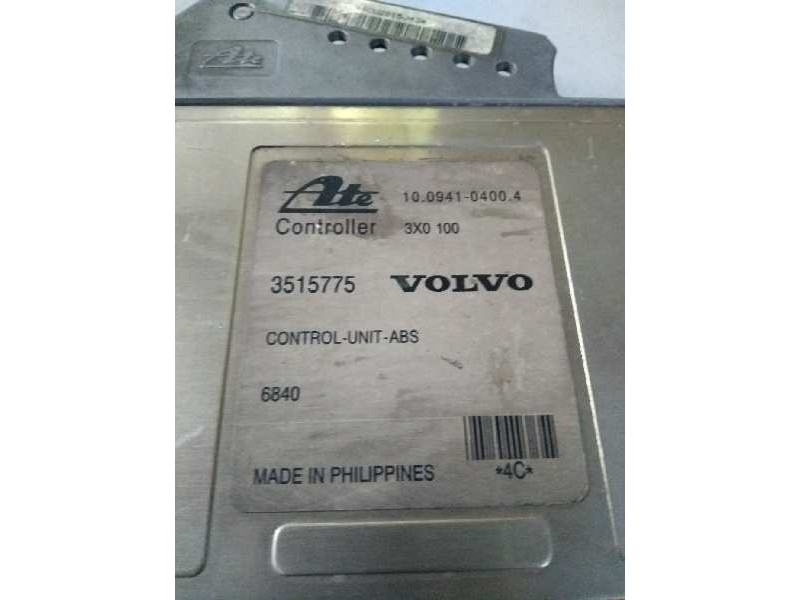 Ate
Ate 10.0941-0400.4
Controller 3X0 100
3515775 VOLVO
CONTROL-UNIT-ABS
6840
MADE IN PHILIPPINES *4C*